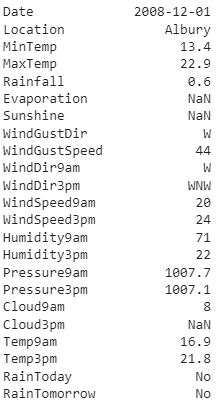 Date 2008-12-01
Location Albury
MinTemp 13.4
MaxTemp 22.9
Rainfall 0.6
Evaporation NaN
Sunshine NaN
WindGustDir W
WindGustSpeed 44
WindDir9am W
WindDir3pm WNW
WindSpeed9am 20
WindSpeed3pm 24
Humidity9am 71
Humidity3pm 22
Pressure9am 1007.7
Pressure3pm 1007.1
Cloud9am 8
Cloud3pm NaN
Temp9am 16.9
Temp3pm 21.8
RainToday No
RainTomorrow No